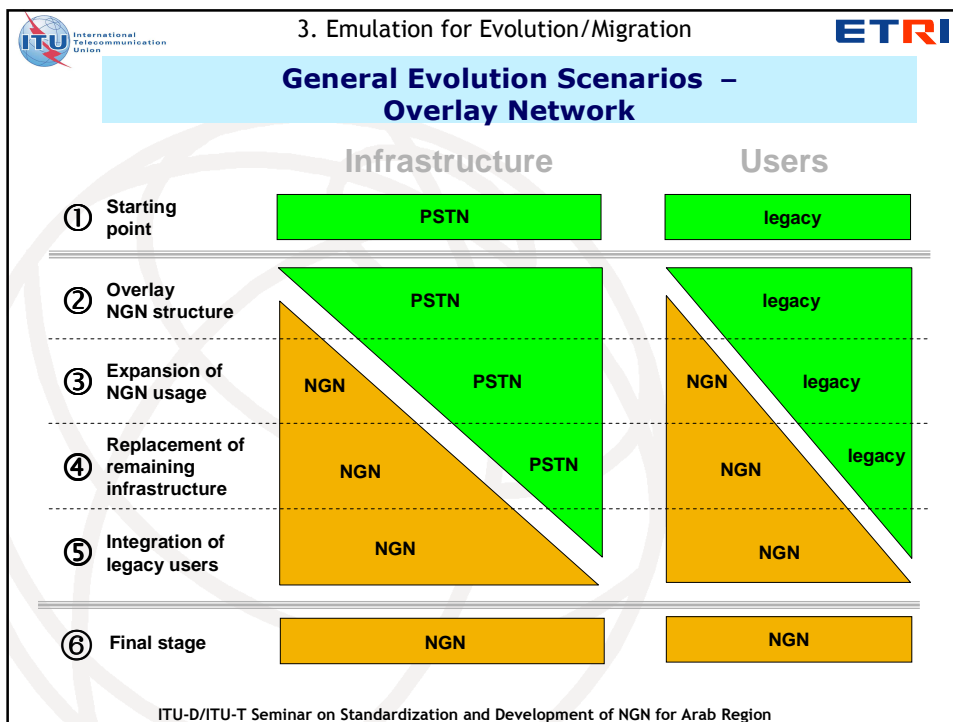 ITU International
Telecommunication
Union
3. Emulation for Evolution/Migration
ETRI
General Evolution Scenarios –
Overlay Network
Infrastructure Users
① Starting
point
PSTN legacy
② Overlay
NGN structure
PSTN legacy
③ Expansion of
NGN usage
NGN PSTN NGN legacy
④ Replacement of
remaining
infrastructure
NGN PSTN NGN legacy
⑤ Integration of
legacy users
NGN NGN
⑥ Final stage NGN NGN
ITU-D/ITU-T Seminar on Standardization and Development of NGN for Arab Region